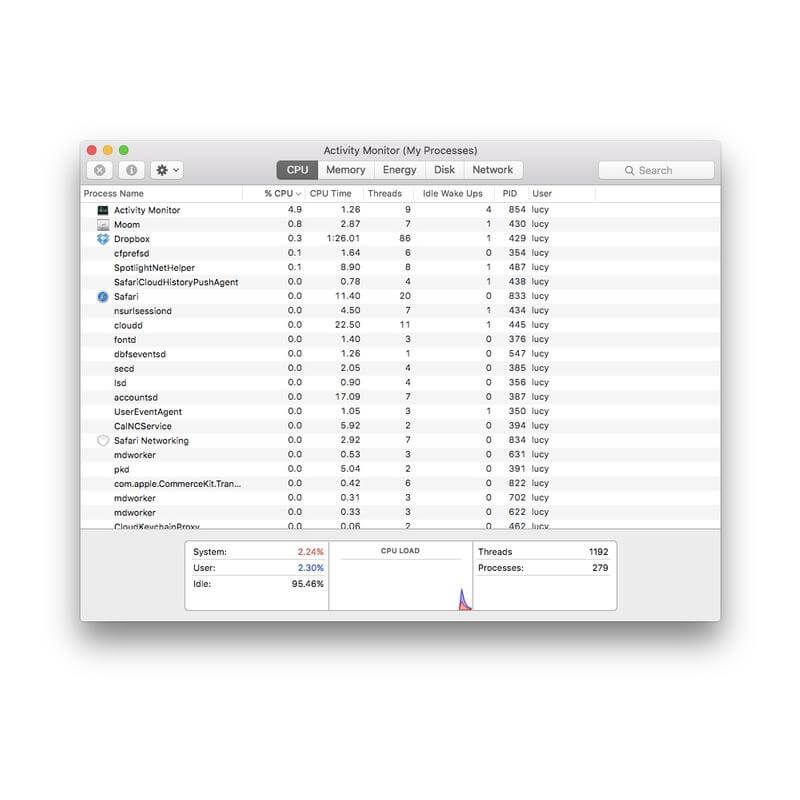 Activity Monitor (My Processes)
CPU Memory Energy Disk Network Search
Process Name % CPU CPU Time Threads Idle Wake Ups PID User
Activity Monitor 4.9 1.26 9 4 854 lucy
Moom 0.8 2.87 7 1 430 lucy
Dropbox 0.3 1:26.01 86 1 429 lucy
cfprefsd 0.1 1.64 6 0 354 lucy
SpotlightNetHelper 0.1 8.90 8 1 487 lucy
SafariCloudHistoryPushAgent 0.0 0.78 4 1 438 lucy
Safari 0.0 11.40 20 0 833 lucy
nsurlsessiond 0.0 4.50 7 1 434 lucy
cloudd 0.0 22.50 11 1 445 lucy
fontd 0.0 1.40 3 0 376 lucy
dbfseventsd 0.0 1.26 1 0 547 lucy
secd 0.0 2.05 4 0 385 lucy
lsd 0.0 0.90 4 0 356 lucy
accountsd 0.0 17.09 7 0 387 lucy
UserEventAgent 0.0 1.05 3 1 350 lucy
CalNCService 0.0 5.92 2 0 394 lucy
Safari Networking 0.0 2.92 7 0 834 lucy
mdworker 0.0 0.53 3 0 631 lucy
pkd 0.0 5.04 2 0 391 lucy
com.apple.CommerceKit.Tran... 0.0 0.42 6 0 822 lucy
mdworker 0.0 0.31 3 0 702 lucy
mdworker 0.0 0.33 3 0 622 lucy
CloudKeychainProxy 0.0 0.06 2 0 462 lucy
System: 2.24% CPU LOAD Threads 1192
User: 2.30% Processes: 279
Idle: 95.46%